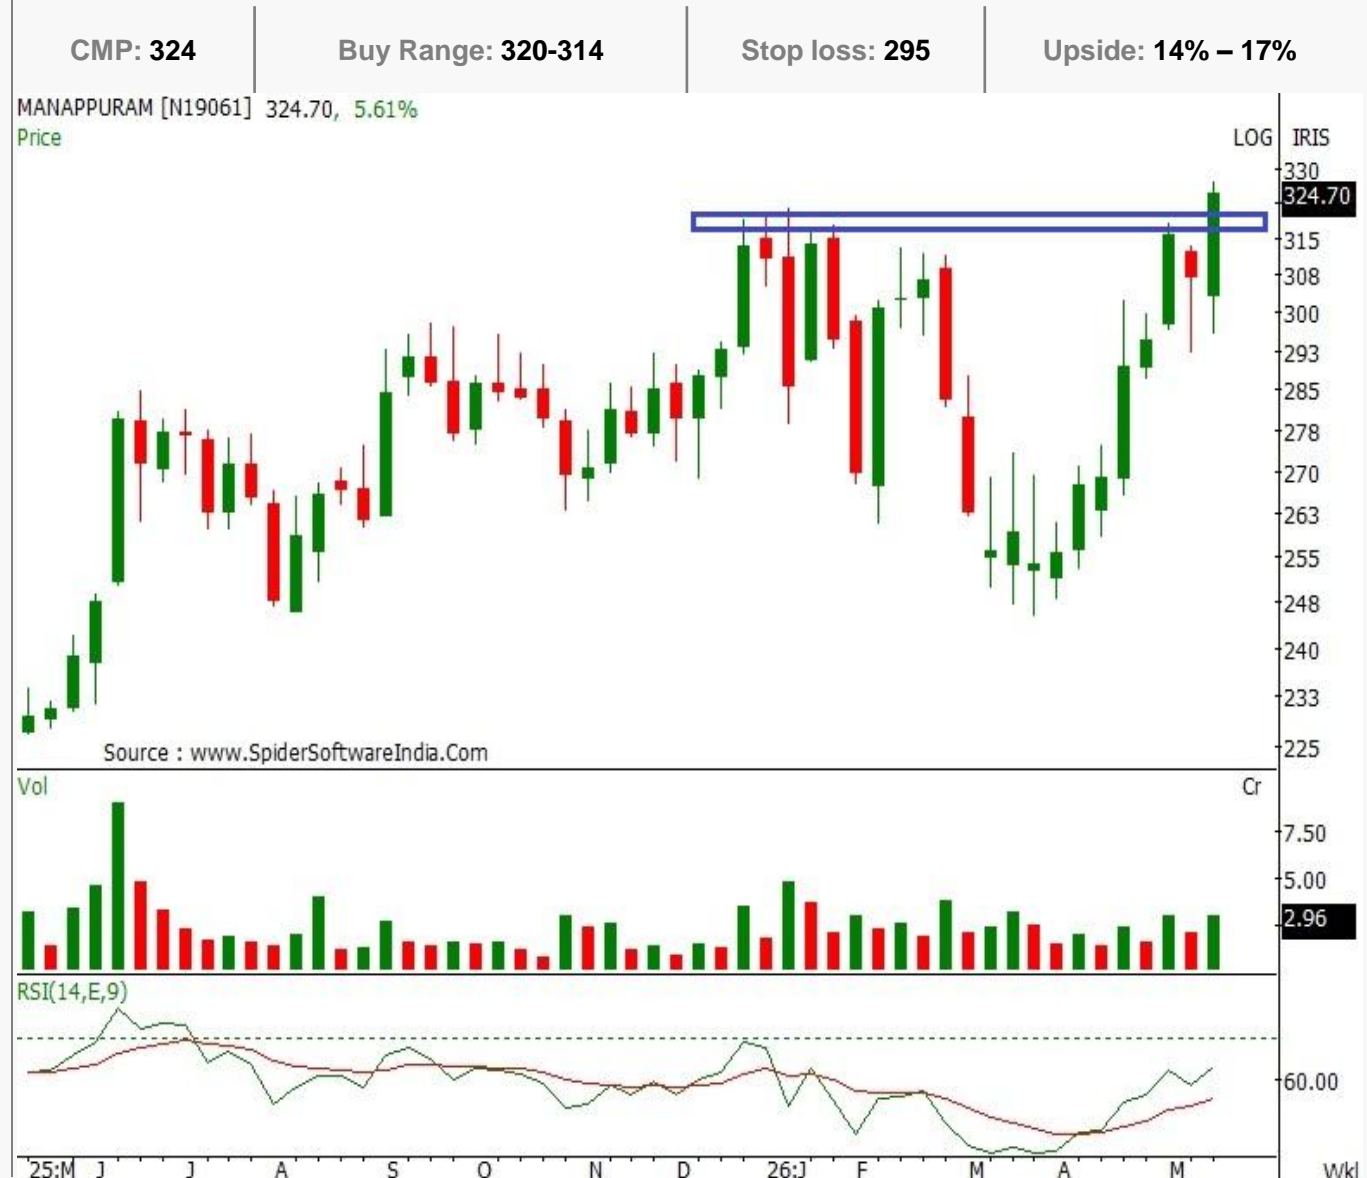 CMP: 324 Buy Range: 320-314 Stop loss: 295 Upside: 14% – 17%
MANAPPURAM [N19061] 324.70, 5.61%
Price LOG IRIS
330
324.70
315
308
300
293
285
278
270
263
255
248
240
233
225
Source : www.SpiderSoftwareIndia.Com
Vol Cr
7.50
5.00
2.96
RSI(14,E,9)
60.00
25:M J J A S O N D 26:J F M A M Wkl